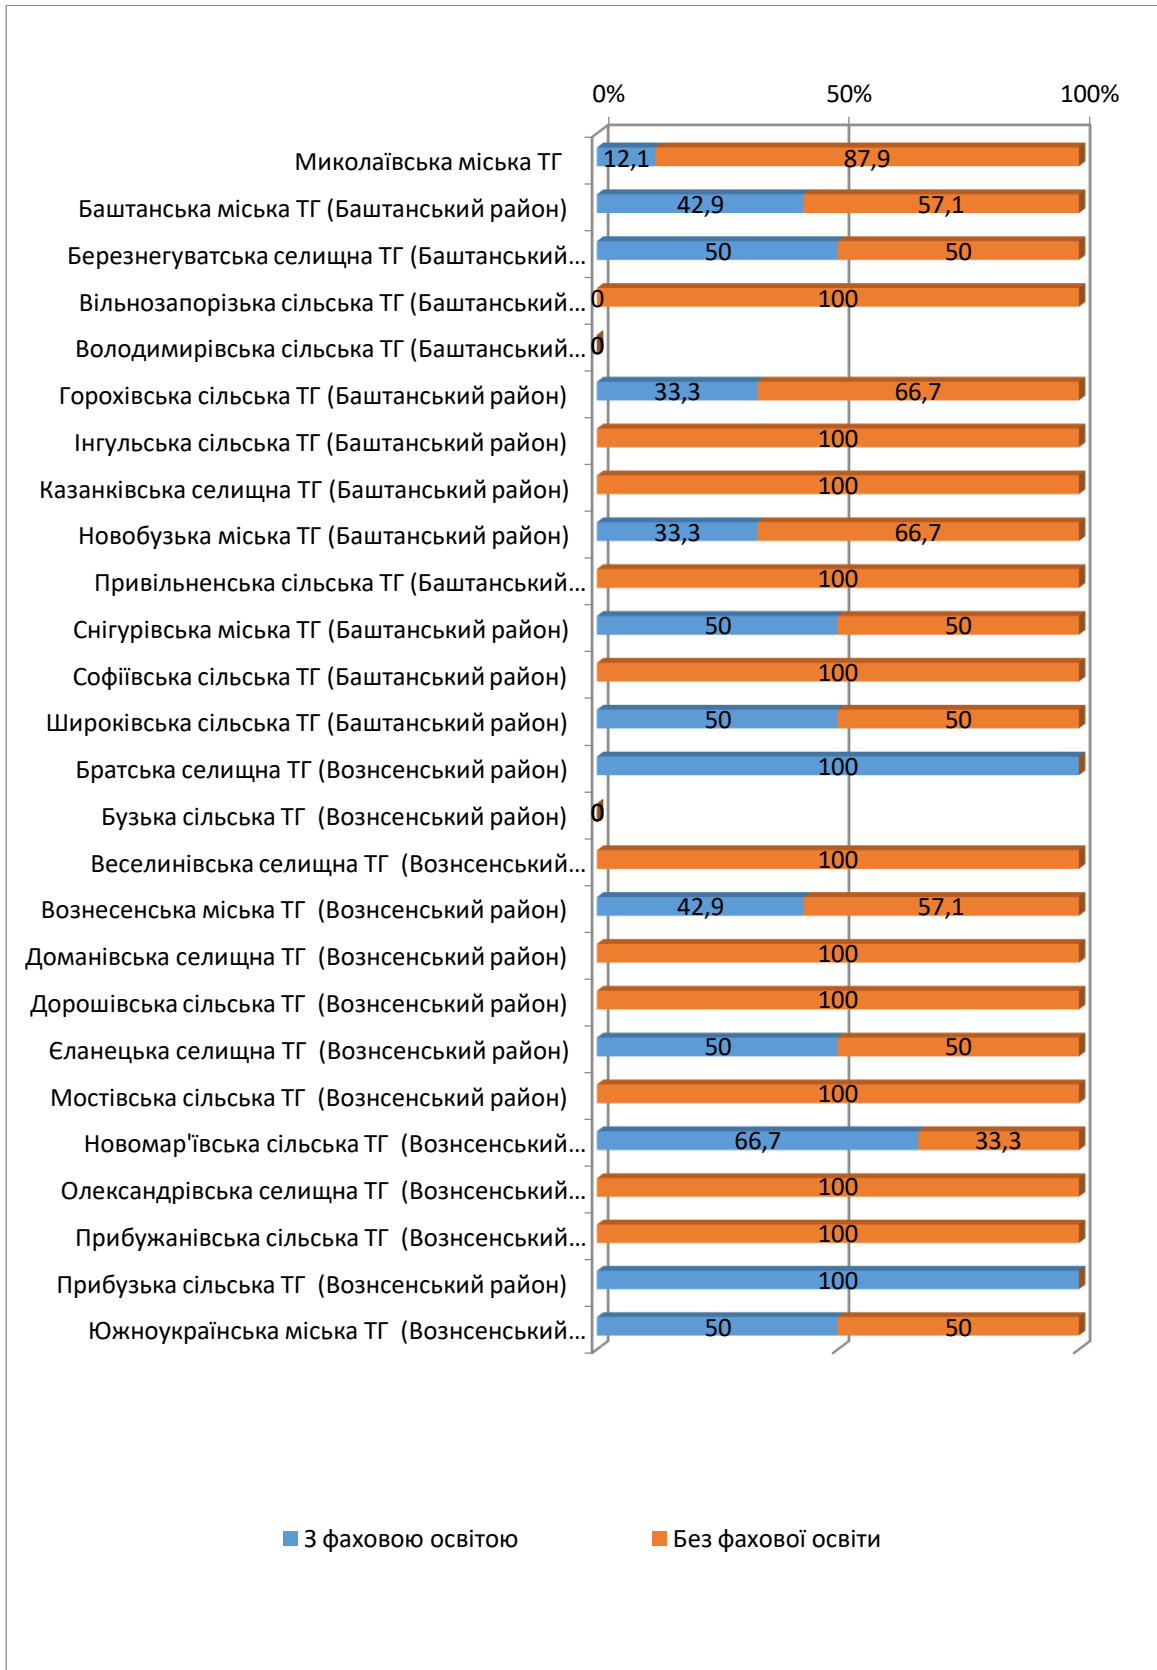 0% 50% 100%
Миколаївська міська ТГ 12,1 87,9
Баштанська міська ТГ (Баштанський район) 42,9 57,1
Березнегуватська селищна ТГ (Баштанський... 50 50
Вільнозапорізька сільська ТГ (Баштанський... 0 100
Володимирівська сільська ТГ (Баштанський... 0
Горохівська сільська ТГ (Баштанський район) 33,3 66,7
Інгульська сільська ТГ (Баштанський район) 100
Казанківська селищна ТГ (Баштанський район) 100
Новобузька міська ТГ (Баштанський район) 33,3 66,7
Привільненська сільська ТГ (Баштанський... 100
Снігурівська міська ТГ (Баштанський район) 50 50
Софіївська сільська ТГ (Баштанський район) 100
Широківська сільська ТГ (Баштанський район) 50 50
Братська селищна ТГ (Вознсенський район) 100
Бузька сільська ТГ (Вознсенський район) 0
Веселинівська селищна ТГ (Вознсенський... 100
Вознесенська міська ТГ (Вознсенський район) 42,9 57,1
Доманівська селищна ТГ (Вознсенський район) 100
Дорошівська сільська ТГ (Вознсенський район) 100
Єланецька селищна ТГ (Вознсенський район) 50 50
Мостівська сільська ТГ (Вознсенський район) 100
Новомар'ївська сільська ТГ (Вознсенський... 66,7 33,3
Олександрівська селищна ТГ (Вознсенський... 100
Прибужанівська сільська ТГ (Вознсенський... 100
Прибузька сільська ТГ (Вознсенський район) 100
Южноукраїнська міська ТГ (Вознсенський... 50 50
З фаховою освітою Без фахової освіти